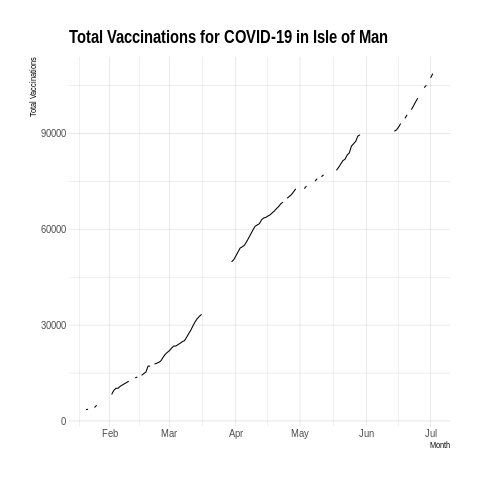 Total Vaccinations for COVID-19 in Isle of Man
Total Vaccinations
90000
60000
30000
0
Feb Mar Apr May Jun Jul
Month